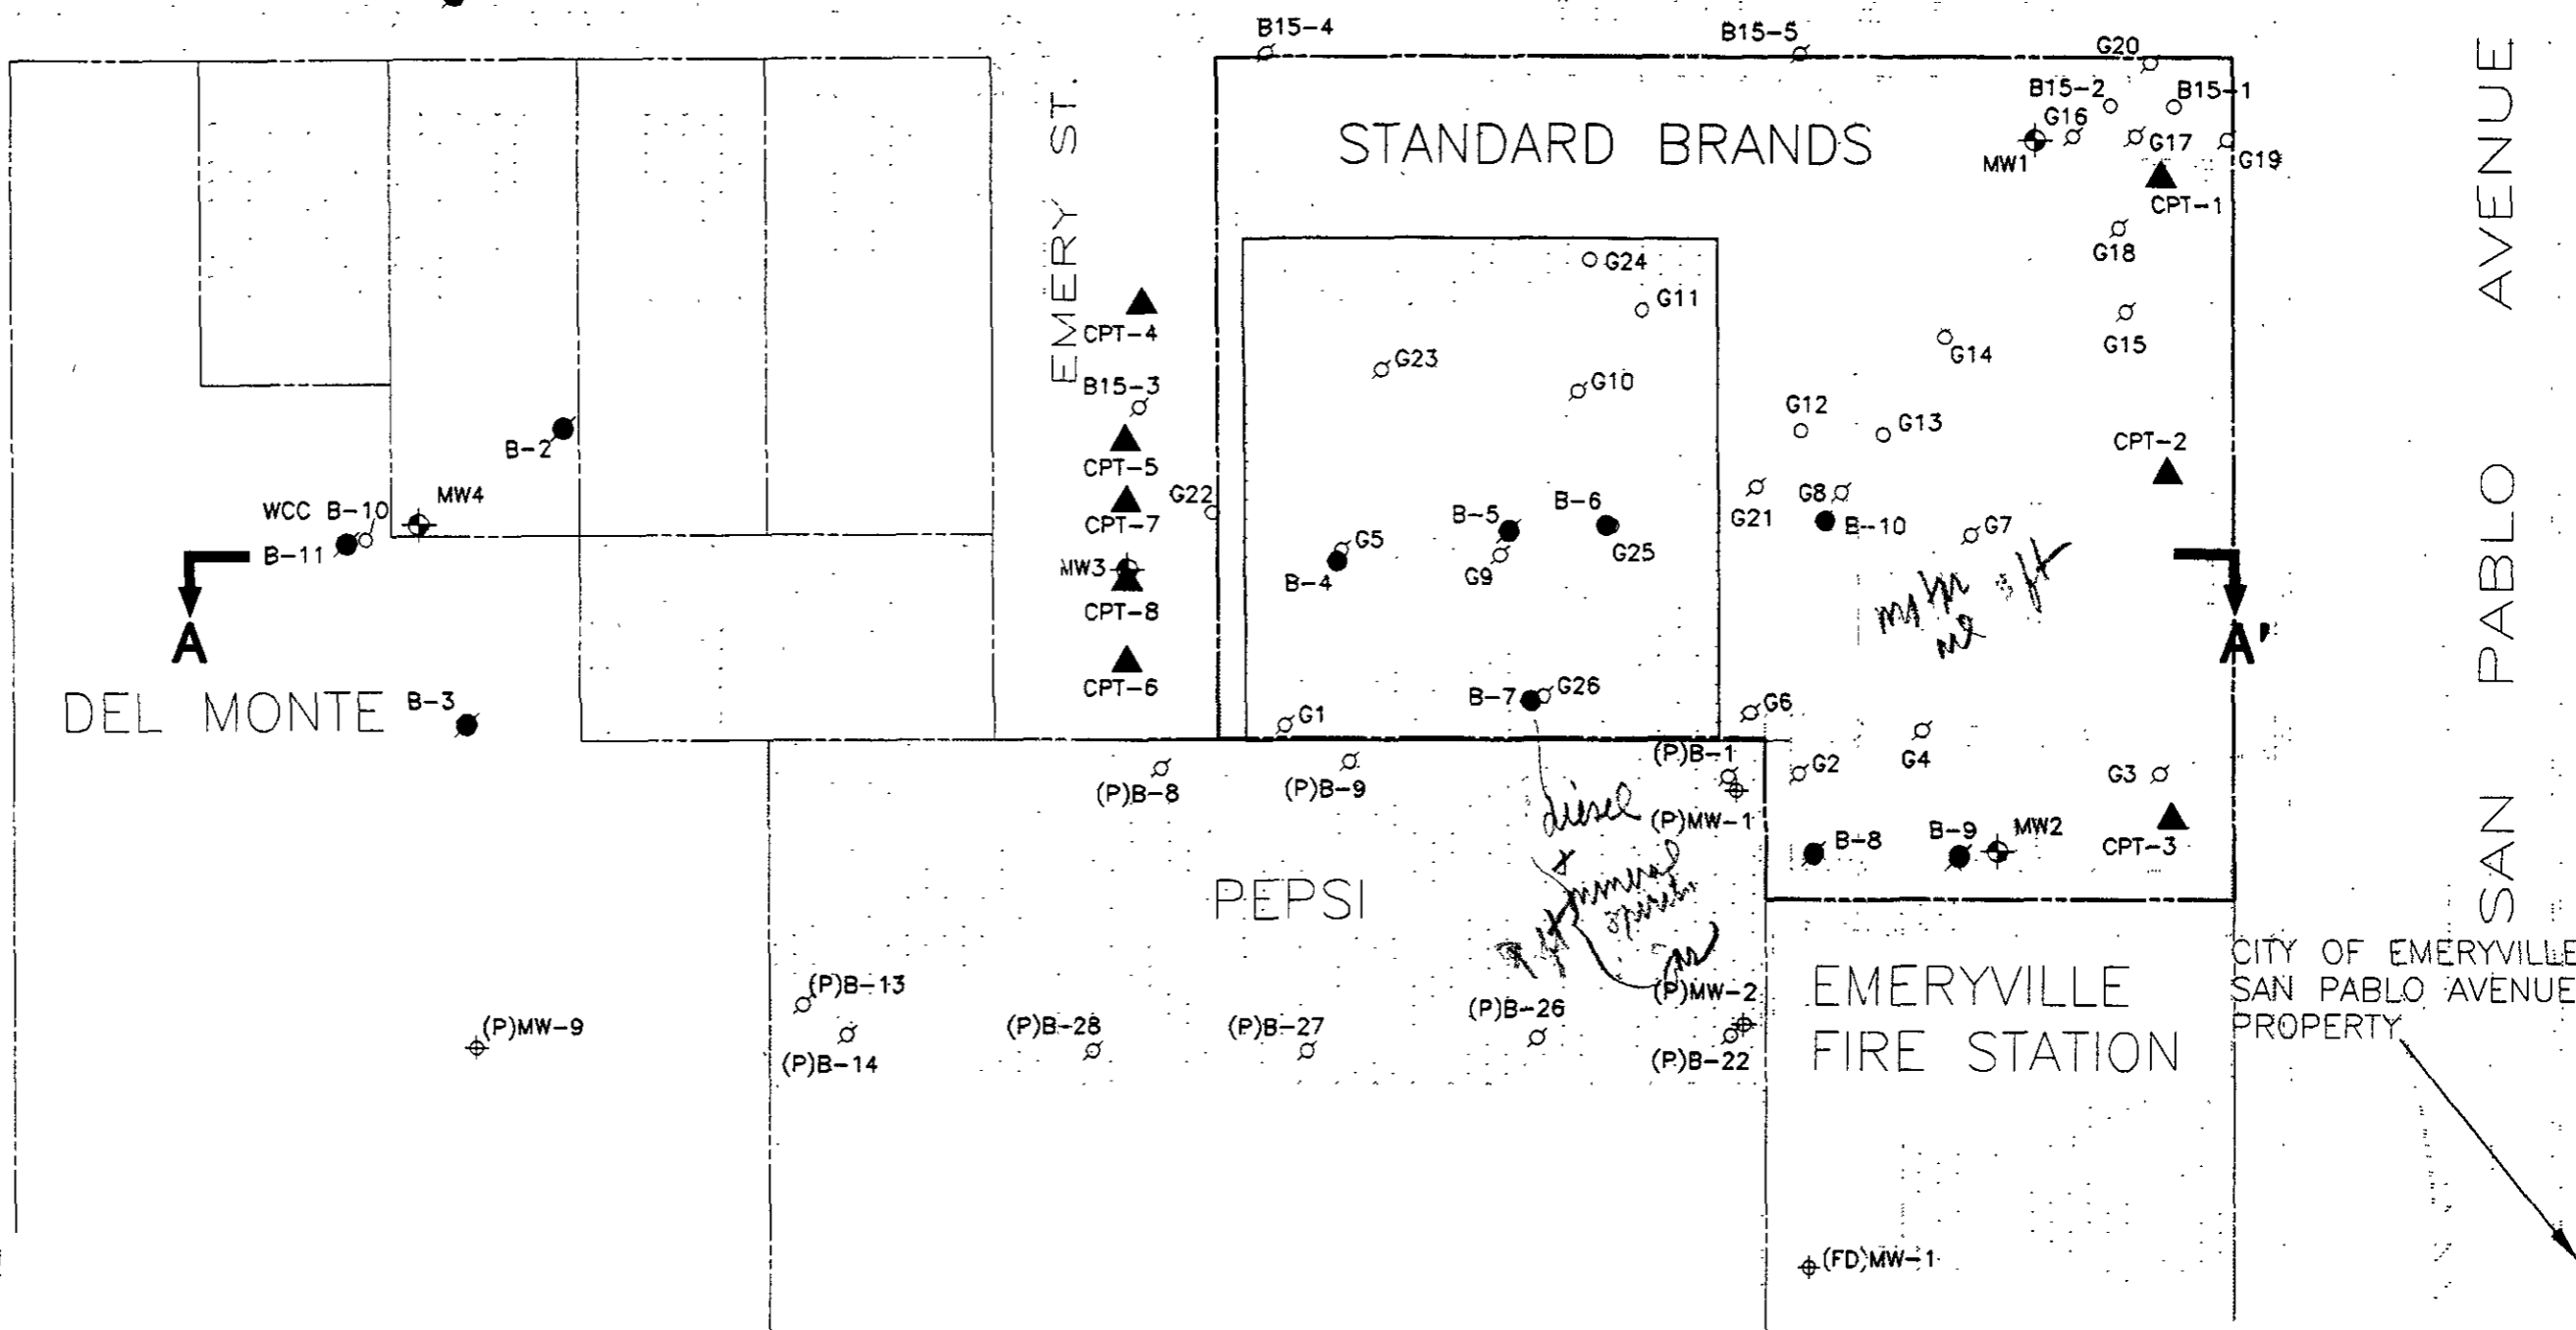 B15-4
B15-5
G20
B15-2
B15-1
G16
G17
G19
MW1
STANDARD BRANDS
EMERY ST.
SAN PABLO AVENUE
CPT-1
G18
G24
G11
CPT-4
G15
G14
G23
G10
B15-3
G12
G13
B-2
CPT-5
CPT-2
MW4
G22
G8
WCC B-10
CPT-7
B-5
B-6
G21
B-10
G7
B-11
G5
G25
MW3
B-4
G9
CPT-8
A
A'
CPT-6
DEL MONTE
B-3
B-7
G26
G1
G6
(P)B-1
G2
G4
G3
(P)B-8
(P)B-9
diesel
(P)MW-1
B-8
B-9
MW2
CPT-3
&
mineral
spirits
PEPSI
CITY OF EMERYVILLE
SAN PABLO AVENUE
PROPERTY
(P)B-13
(P)MW-2
EMERYVILLE
FIRE STATION
(P)MW-9
(P)B-28
(P)B-27
(P)B-26
(P)B-14
(P)B-22
(FD)MW-1